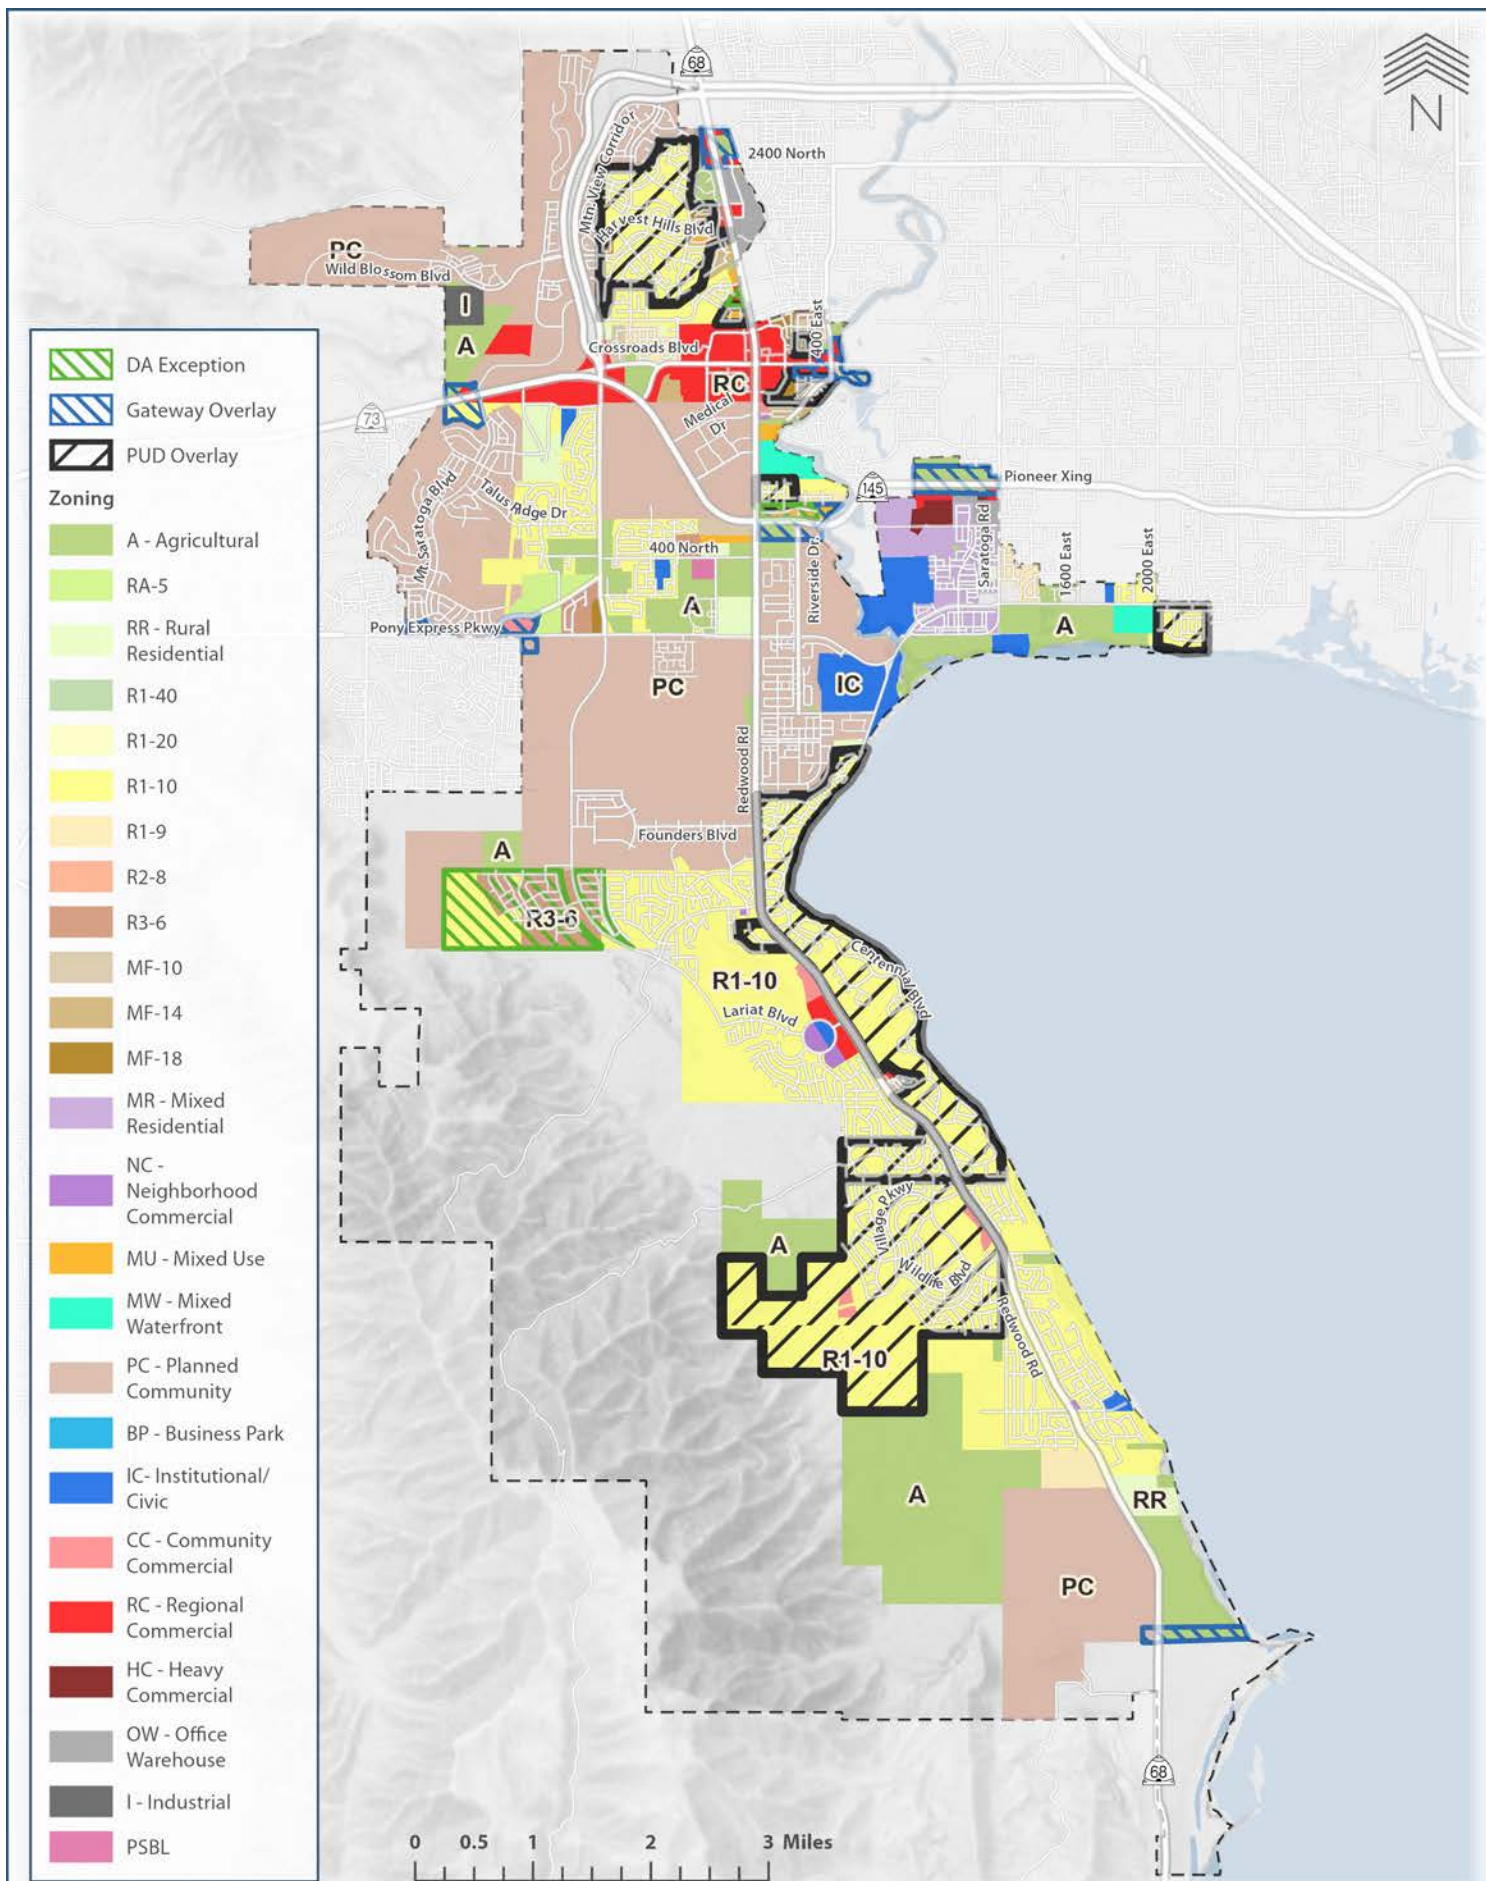 68
N
2400 North
Mtn. View Corridor
Harvest Hills Blvd
PC
Wild Blossom Blvd
I
A
400 East
Crossroads Blvd
RC
Medical
Dr
73
145
Pioneer Xing
Mt. Saratoga Blvd
Talus Ridge Dr
400 North
A
Riverside Dr.
Saratoga Rd
1600 East
2000 East
A
Pony Express Pkwy
PC
IC
Redwood Rd
Founders Blvd
A
R3-6
R1-10
Centennial Blvd
Lariat Blvd
Village Pkwy
A
Wildlife Blvd
Redwood Rd
R1-10
A
RR
PC
68
DA Exception
Gateway Overlay
PUD Overlay
Zoning
A - Agricultural
RA-5
RR - Rural
Residential
R1-40
R1-20
R1-10
R1-9
R2-8
R3-6
MF-10
MF-14
MF-18
MR - Mixed
Residential
NC -
Neighborhood
Commercial
MU - Mixed Use
MW - Mixed
Waterfront
PC - Planned
Community
BP - Business Park
IC- Institutional/
Civic
CC - Community
Commercial
RC - Regional
Commercial
HC - Heavy
Commercial
OW - Office
Warehouse
I - Industrial
PSBL
0 0.5 1 2 3 Miles